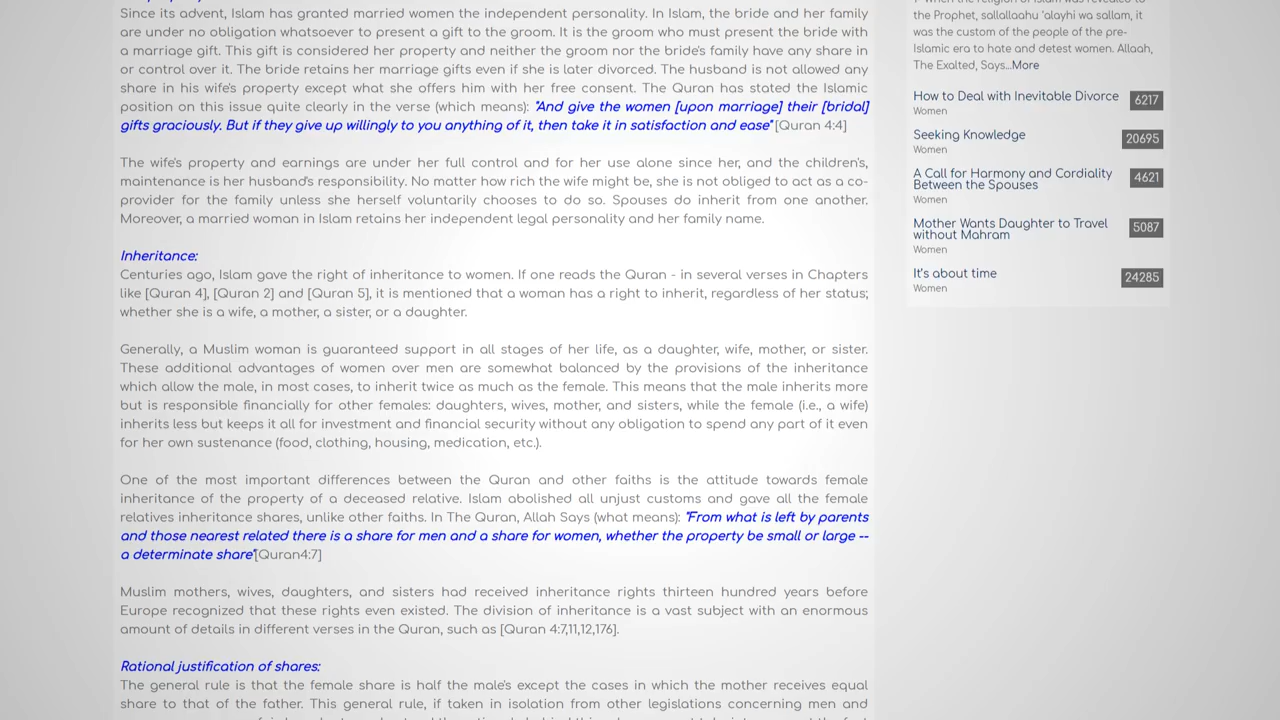 Since its advent, Islam has granted married women the independent personality. In Islam, the bride and her family
are under no obligation whatsoever to present a gift to the groom. It is the groom who must present the bride with
a marriage gift. This gift is considered her property and neither the groom nor the bride's family have any share in
or control over it. The bride retains her marriage gifts even if she is later divorced. The husband is not allowed any
share in his wife's property except what she offers him with her free consent. The Quran has stated the Islamic
position on this issue quite clearly in the verse (which means): "And give the women [upon marriage] their [bridal]
gifts graciously. But if they give up willingly to you anything of it, then take it in satisfaction and ease" [Quran 4:4]
The wife's property and earnings are under her full control and for her use alone since her, and the children's,
maintenance is her husband's responsibility. No matter how rich the wife might be, she is not obliged to act as a co-
provider for the family unless she herself voluntarily chooses to do so. Spouses do inherit from one another.
Moreover, a married woman in Islam retains her independent legal personality and her family name.
Inheritance:
Centuries ago, Islam gave the right of inheritance to women. If one reads the Quran - in several verses in Chapters
like [Quran 4], [Quran 2] and [Quran 5], it is mentioned that a woman has a right to inherit, regardless of her status;
whether she is a wife, a mother, a sister, or a daughter.
Generally, a Muslim woman is guaranteed support in all stages of her life, as a daughter, wife, mother, or sister.
These additional advantages of women over men are somewhat balanced by the provisions of the inheritance
which allow the male, in most cases, to inherit twice as much as the female. This means that the male inherits more
but is responsible financially for other females: daughters, wives, mother, and sisters, while the female (i.e., a wife)
inherits less but keeps it all for investment and financial security without any obligation to spend any part of it even
for her own sustenance (food, clothing, housing, medication, etc.).
One of the most important differences between the Quran and other faiths is the attitude towards female
inheritance of the property of a deceased relative. Islam abolished all unjust customs and gave all the female
relatives inheritance shares, unlike other faiths. In The Quran, Allah Says (what means): "From what is left by parents
and those nearest related there is a share for men and a share for women, whether the property be small or large --
a determinate share"[Quran4:7]
Muslim mothers, wives, daughters, and sisters had received inheritance rights thirteen hundred years before
Europe recognized that these rights even existed. The division of inheritance is a vast subject with an enormous
amount of details in different verses in the Quran, such as [Quran 4:7,11,12,176].
Rational justification of shares:
The general rule is that the female share is half the male's except the cases in which the mother receives equal
share to that of the father. This general rule, if taken in isolation from other legislations concerning men and
the Prophet, sallallaahu 'alayhi wa sallam, it
was the custom of the people of the pre-
Islamic era to hate and detest women. Allaah,
The Exalted, Says...More
How to Deal with Inevitable Divorce 6217
Women
Seeking Knowledge 20695
Women
A Call for Harmony and Cordiality
Between the Spouses 4621
Women
Mother Wants Daughter to Travel
without Mahram 5087
Women
It's about time 24285
Women